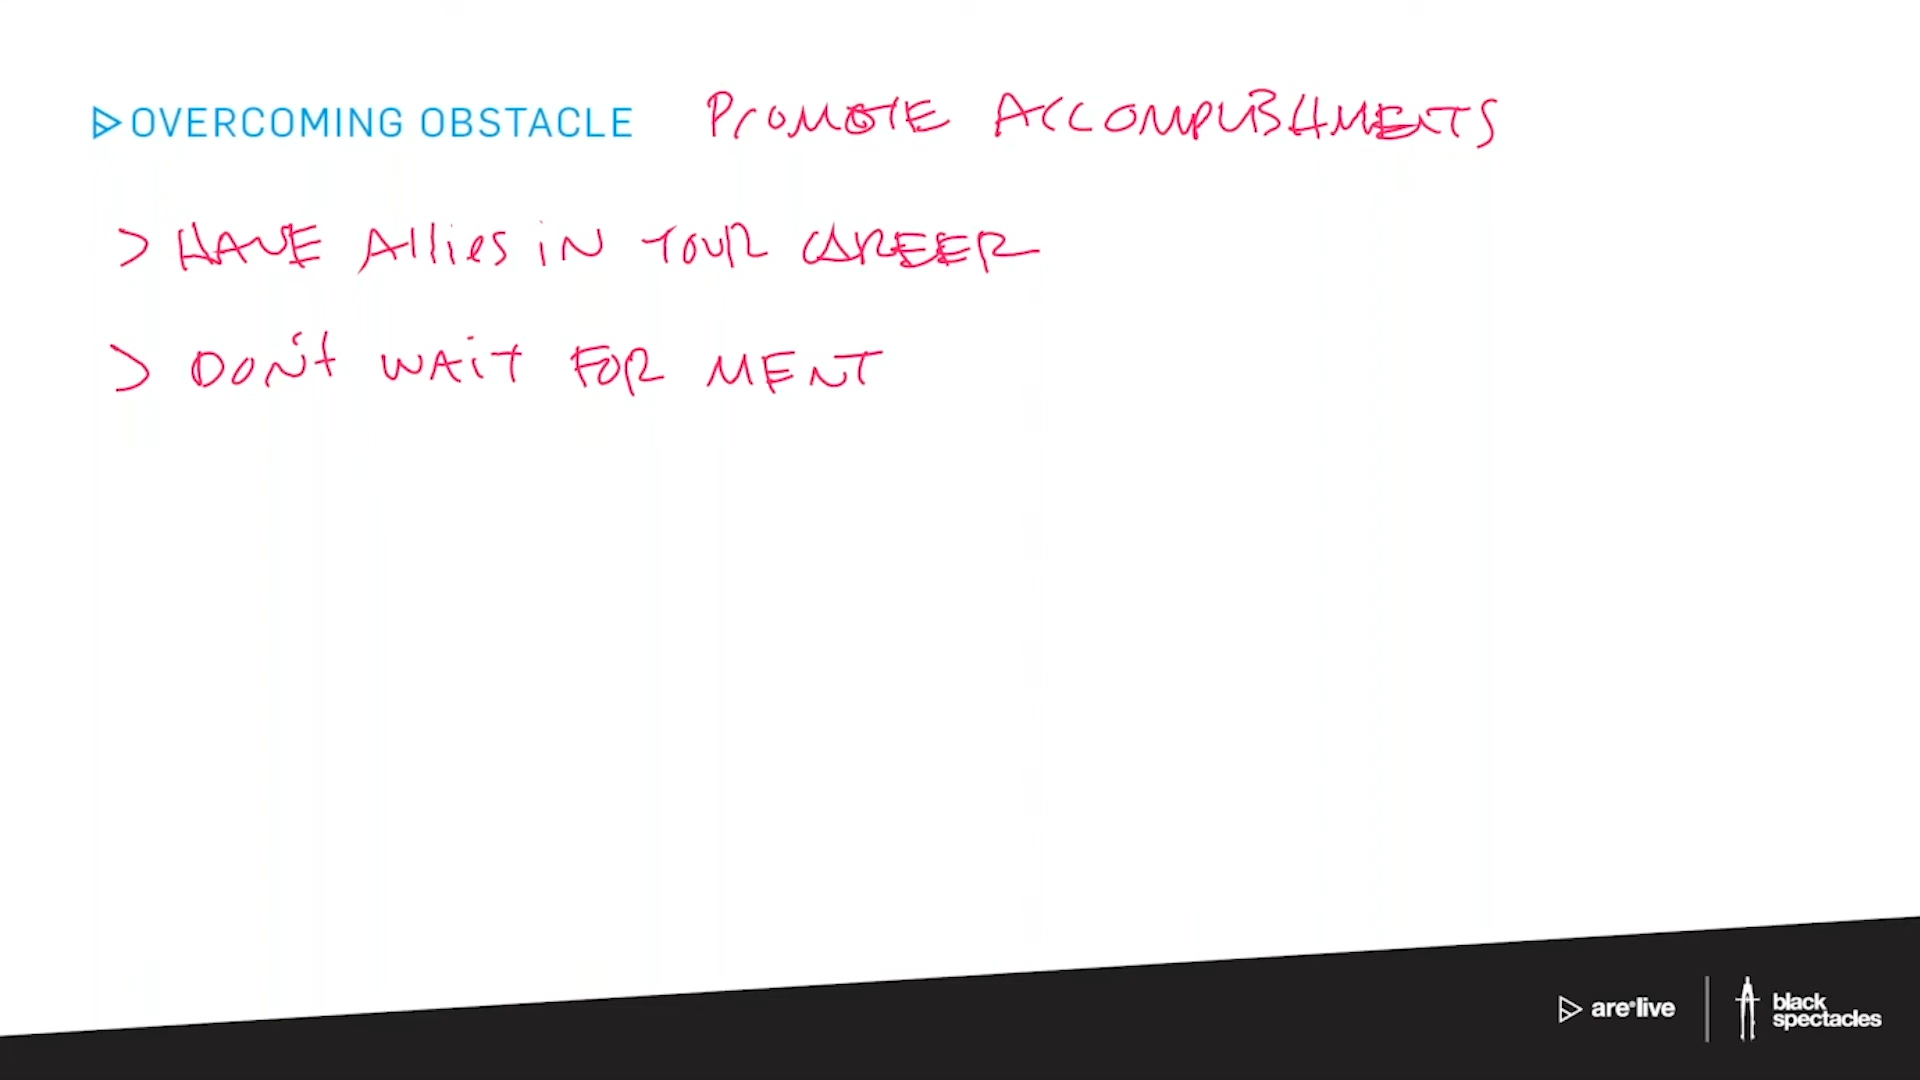 OVERCOMING OBSTACLE PROMOTE ACCOMPLISHMENTS
> HAVE Allies iN YOUR CAREER
> DON't WAiT FOR MENT
are live
black
spectacles